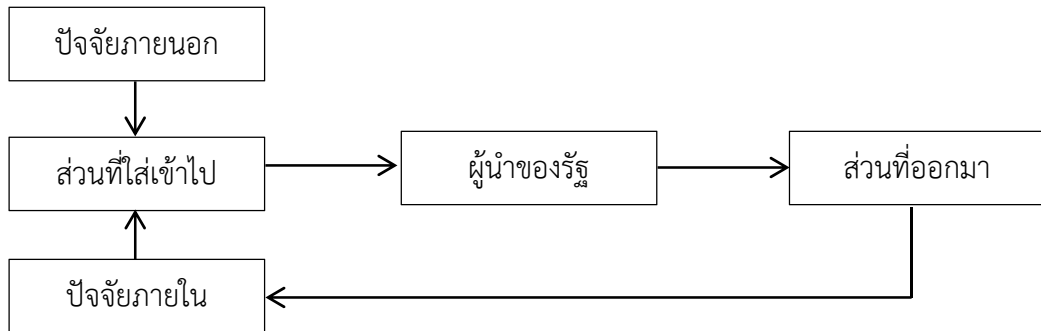 ปัจจัยภายนอก
ส่วนที่ใส่เข้าไป
ผู้นำของรัฐ
ส่วนที่ออกมา
ปัจจัยภายใน